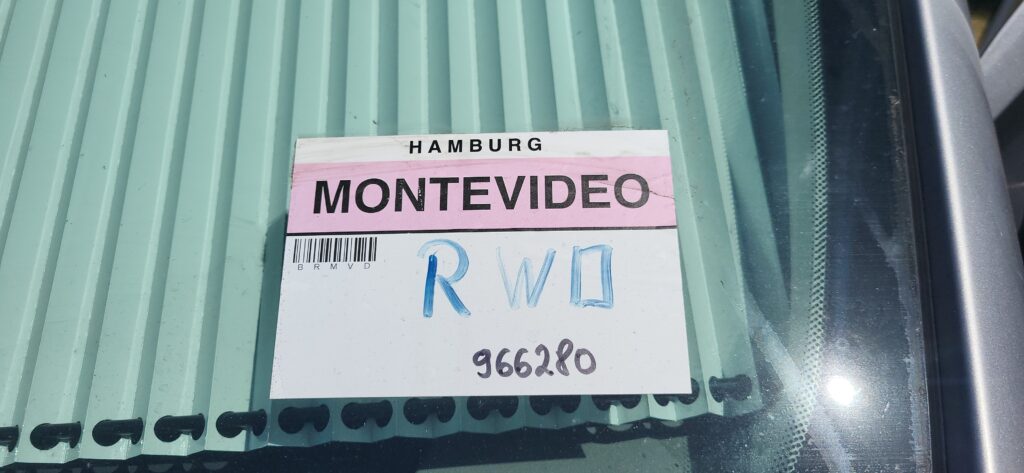 HAMBURG
MONTEVIDEO
BRMVD
RWD
966280